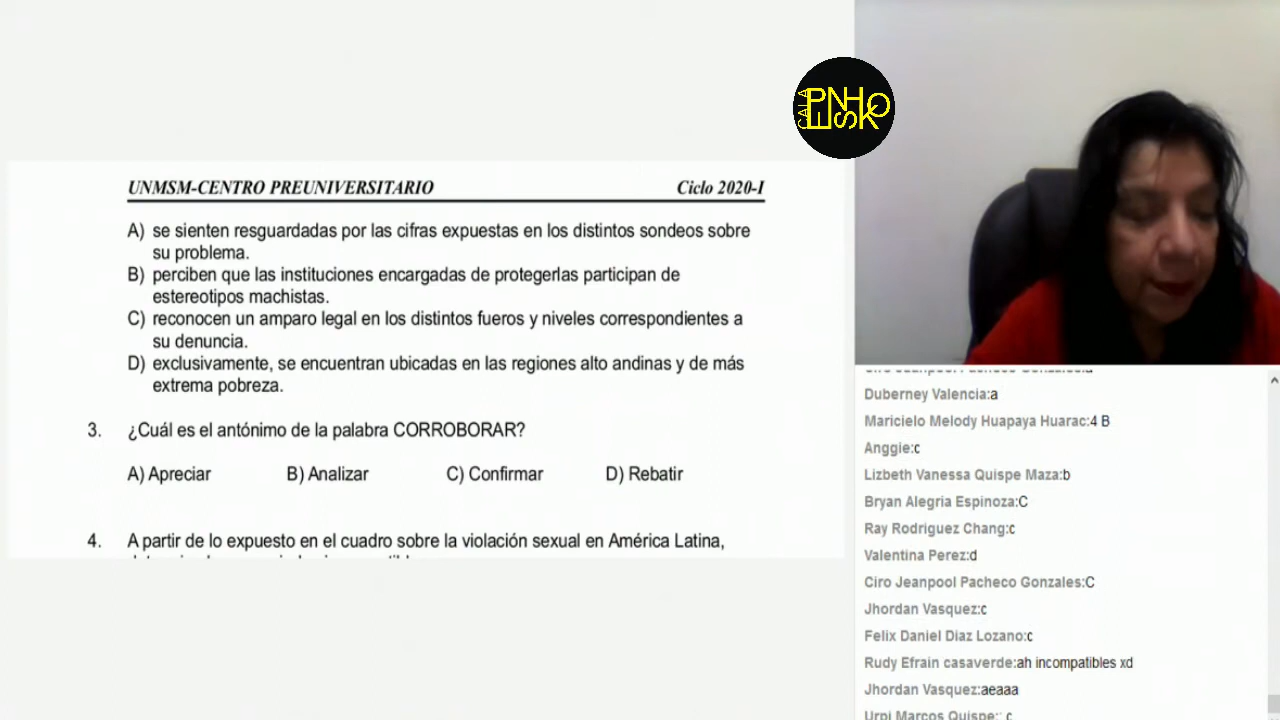 CALA
PENHO
ESK
UNMSM-CENTRO PREUNIVERSITARIO Ciclo 2020-I
A) se sienten resguardadas por las cifras expuestas en los distintos sondeos sobre
su problema.
B) perciben que las instituciones encargadas de protegerlas participan de
estereotipos machistas.
C) reconocen un amparo legal en los distintos fueros y niveles correspondientes a
su denuncia.
D) exclusivamente, se encuentran ubicadas en las regiones alto andinas y de más
extrema pobreza.
3. ¿Cuál es el antónimo de la palabra CORROBORAR?
A) Apreciar B) Analizar C) Confirmar D) Rebatir
4. A partir de lo expuesto en el cuadro sobre la violación sexual en América Latina,
Duberney Valencia:a
Maricielo Melody Huapaya Huarac:4 B
Anggie:c
Lizbeth Vanessa Quispe Maza:b
Bryan Alegria Espinoza:C
Ray Rodriguez Chang:c
Valentina Perez:d
Ciro Jeanpool Pacheco Gonzales:C
Jhordan Vasquez:c
Felix Daniel Diaz Lozano:c
Rudy Efrain casaverde:ah incompatibles xd
Jhordan Vasquez:aeaaa
Urpi Marcos Quispe:: c